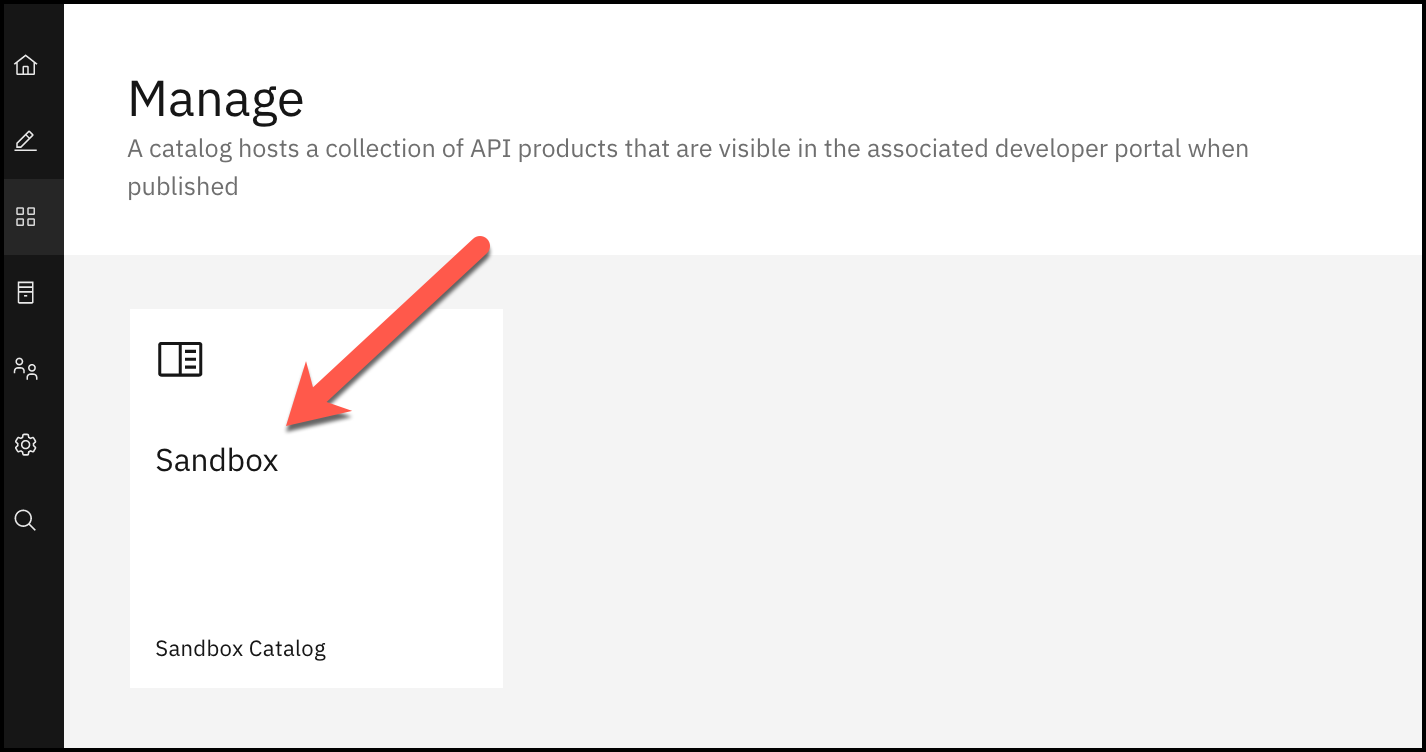 Manage
A catalog hosts a collection of API products that are visible in the associated developer portal when
published
Sandbox
Sandbox Catalog